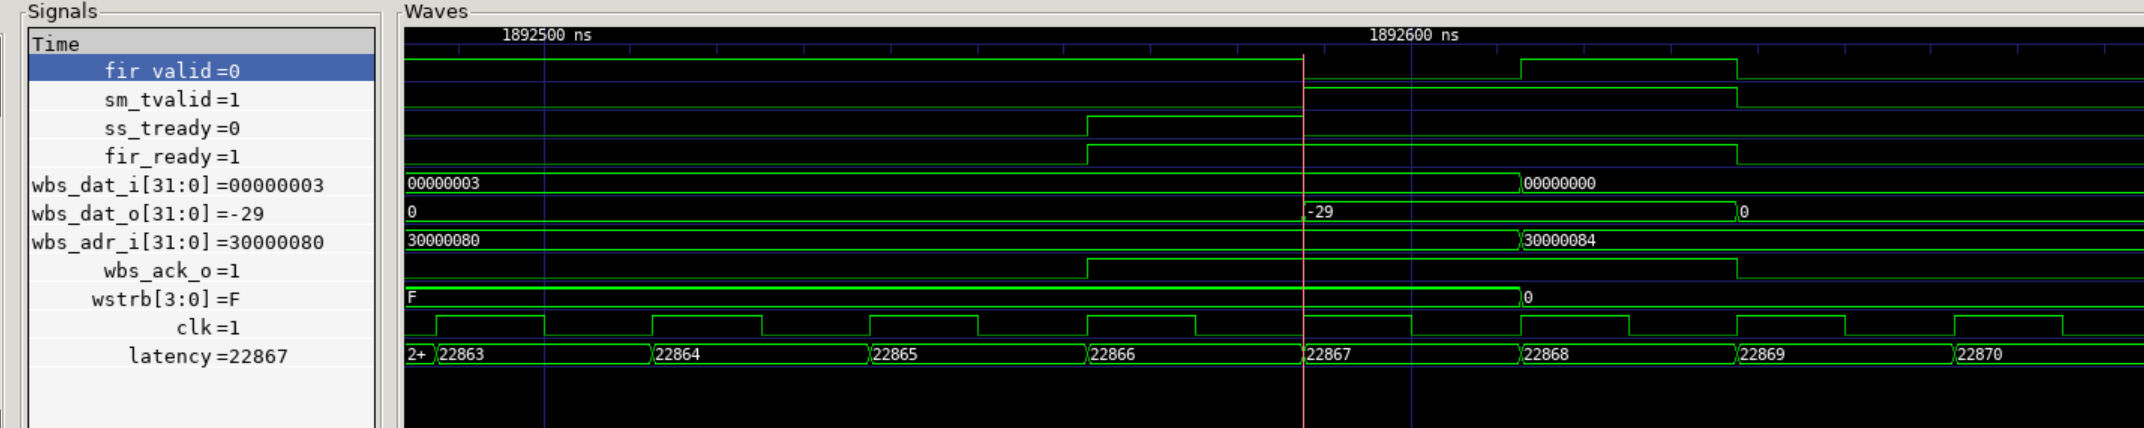 Signals
Waves
Time
1892500 ns
1892600 ns
fir_valid=0
sm_tvalid=1
ss_tready=0
fir_ready=1
wbs_dat_i[31:0]=00000003
00000003
00000000
wbs_dat_o[31:0]=-29
0
-29
0
wbs_adr_i[31:0]=30000080
30000080
30000084
wbs_ack_o=1
wstrb[3:0]=F
F
0
clk=1
latency=22867
2+
22863
22864
22865
22866
22867
22868
22869
22870